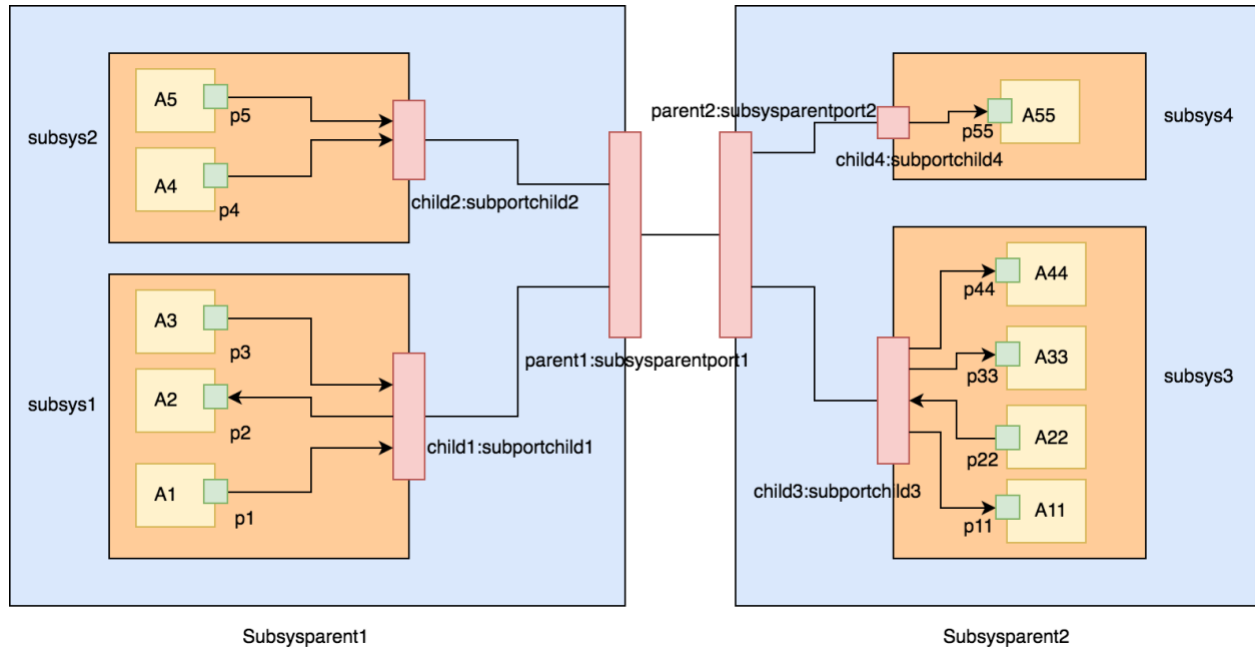 subsys2
A5
p5
A4
p4
child2:subportchild2
subsys1
A3
p3
A2
p2
A1
p1
child1:subportchild1
parent1:subsysparentport1
Subsysparent1
parent2:subsysparentport2
child4:subportchild4
p55
A55
subsys4
A44
p44
A33
p33
A22
p22
A11
p11
child3:subportchild3
subsys3
Subsysparent2